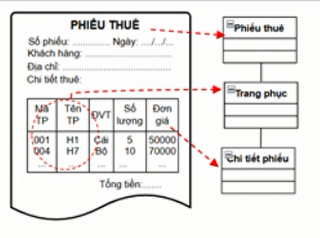 PHIẾU THUÊ
Số phiếu: ............... Ngày: ..../.../...
Khách hàng: .........................
Địa chỉ: ...............................
Chi tiết thuê:
Mã TP Tên TP ĐVT Số lượng Đơn giá
001 H1 Cái 5 50000
004 H7 Bộ 10 70000
... ... ... ...
Tổng tiền:.......
Phiếu thuê
Trang phục
Chi tiết phiếu